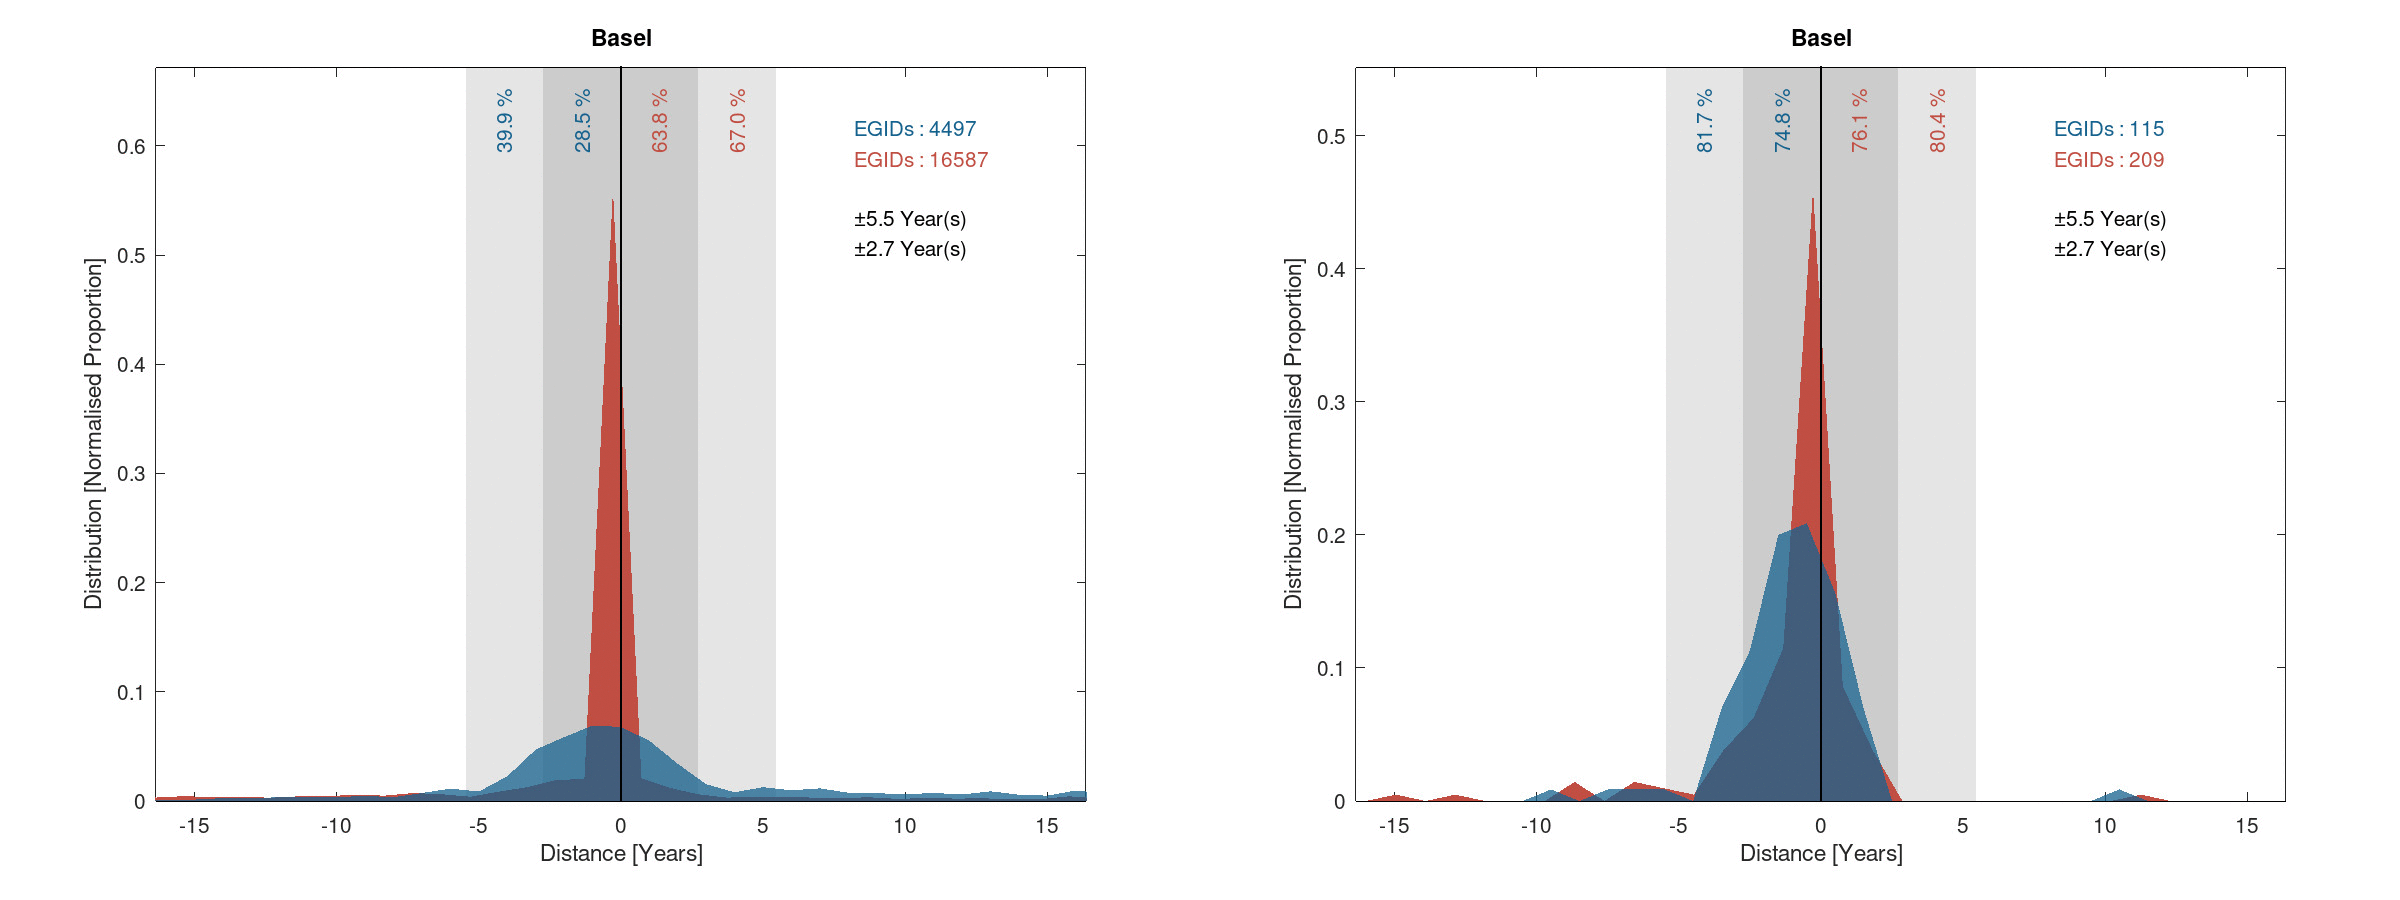 Basel
39.9 %
28.5 %
63.8 %
67.0 %
EGIDs : 4497
EGIDs : 16587
±5.5 Year(s)
±2.7 Year(s)
Distribution [Normalised Proportion]
0.6
0.5
0.4
0.3
0.2
0.1
0
-15 -10 -5 0 5 10 15
Distance [Years]
Basel
81.7 %
74.8 %
76.1 %
80.4 %
EGIDs : 115
EGIDs : 209
±5.5 Year(s)
±2.7 Year(s)
Distribution [Normalised Proportion]
0.5
0.4
0.3
0.2
0.1
0
-15 -10 -5 0 5 10 15
Distance [Years]